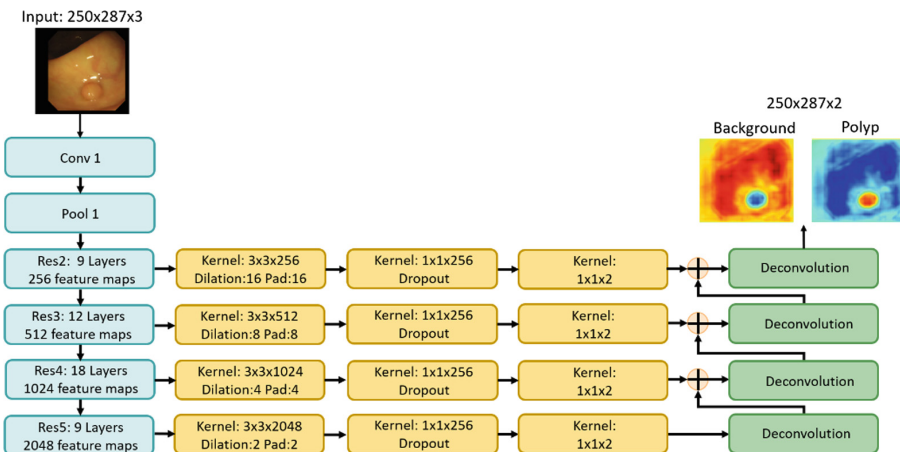 Input: 250x287x3
250x287x2
Background
Polyp
Conv 1
Pool 1
Res2: 9 Layers
256 feature maps
Kernel: 3x3x256
Dilation:16 Pad:16
Kernel: 1x1x256
Dropout
Kernel:
1x1x2
Deconvolution
Res3: 12 Layers
512 feature maps
Kernel: 3x3x512
Dilation:8 Pad:8
Kernel: 1x1x256
Dropout
Kernel:
1x1x2
Deconvolution
Res4: 18 Layers
1024 feature maps
Kernel: 3x3x1024
Dilation:4 Pad:4
Kernel: 1x1x256
Dropout
Kernel:
1x1x2
Deconvolution
Res5: 9 Layers
2048 feature maps
Kernel: 3x3x2048
Dilation:2 Pad:2
Kernel: 1x1x256
Dropout
Kernel:
1x1x2
Deconvolution